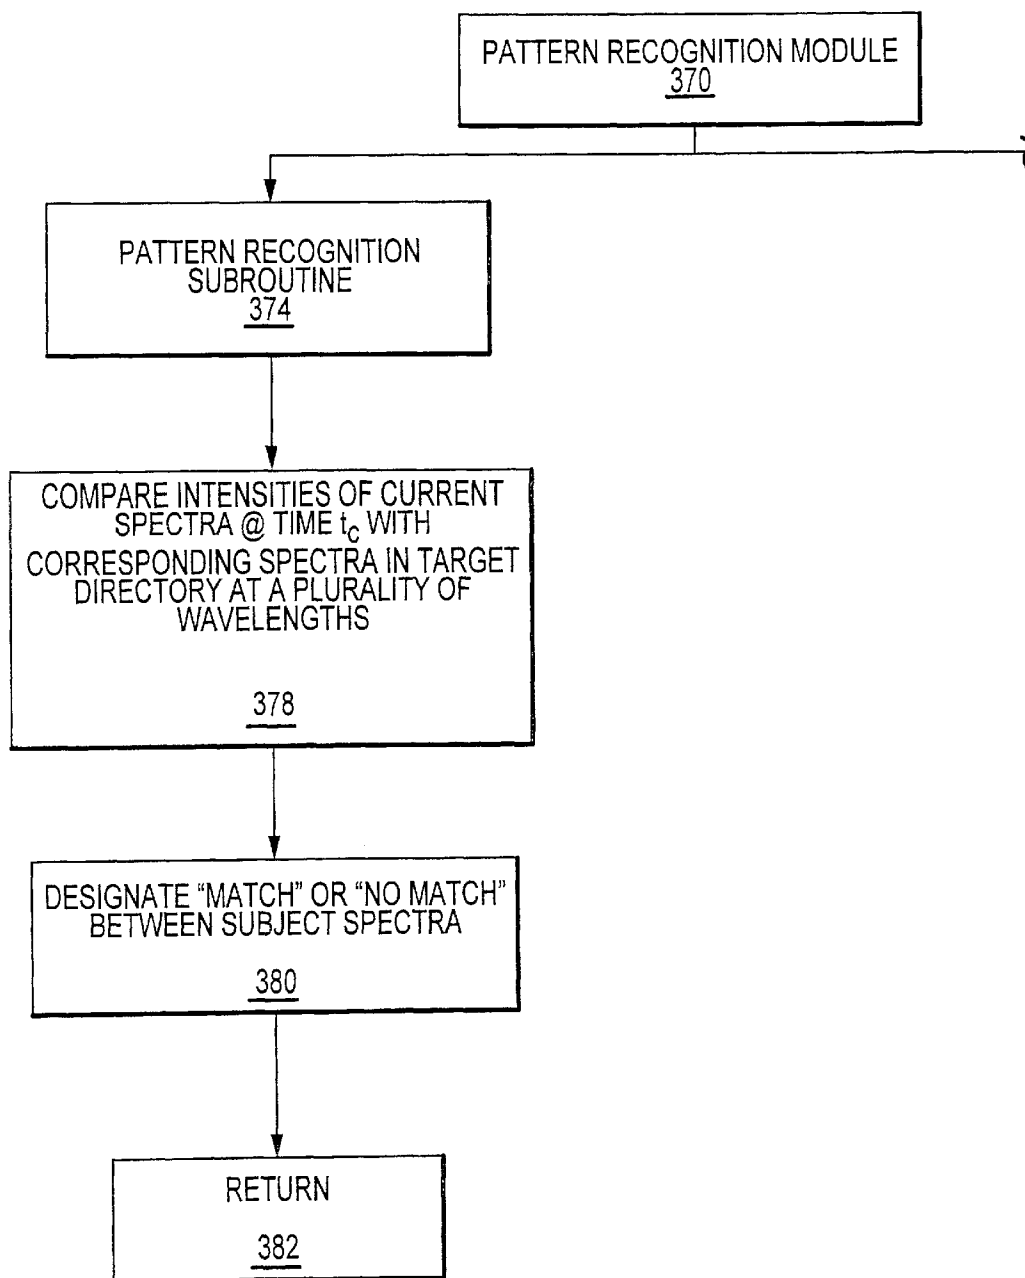 PATTERN RECOGNITION MODULE
370
PATTERN RECOGNITION
SUBROUTINE
374
COMPARE INTENSITIES OF CURRENT
SPECTRA @ TIME tC WITH
CORRESPONDING SPECTRA IN TARGET
DIRECTORY AT A PLURALITY OF
WAVELENGTHS
378
DESIGNATE “MATCH” OR “NO MATCH”
BETWEEN SUBJECT SPECTRA
380
RETURN
382